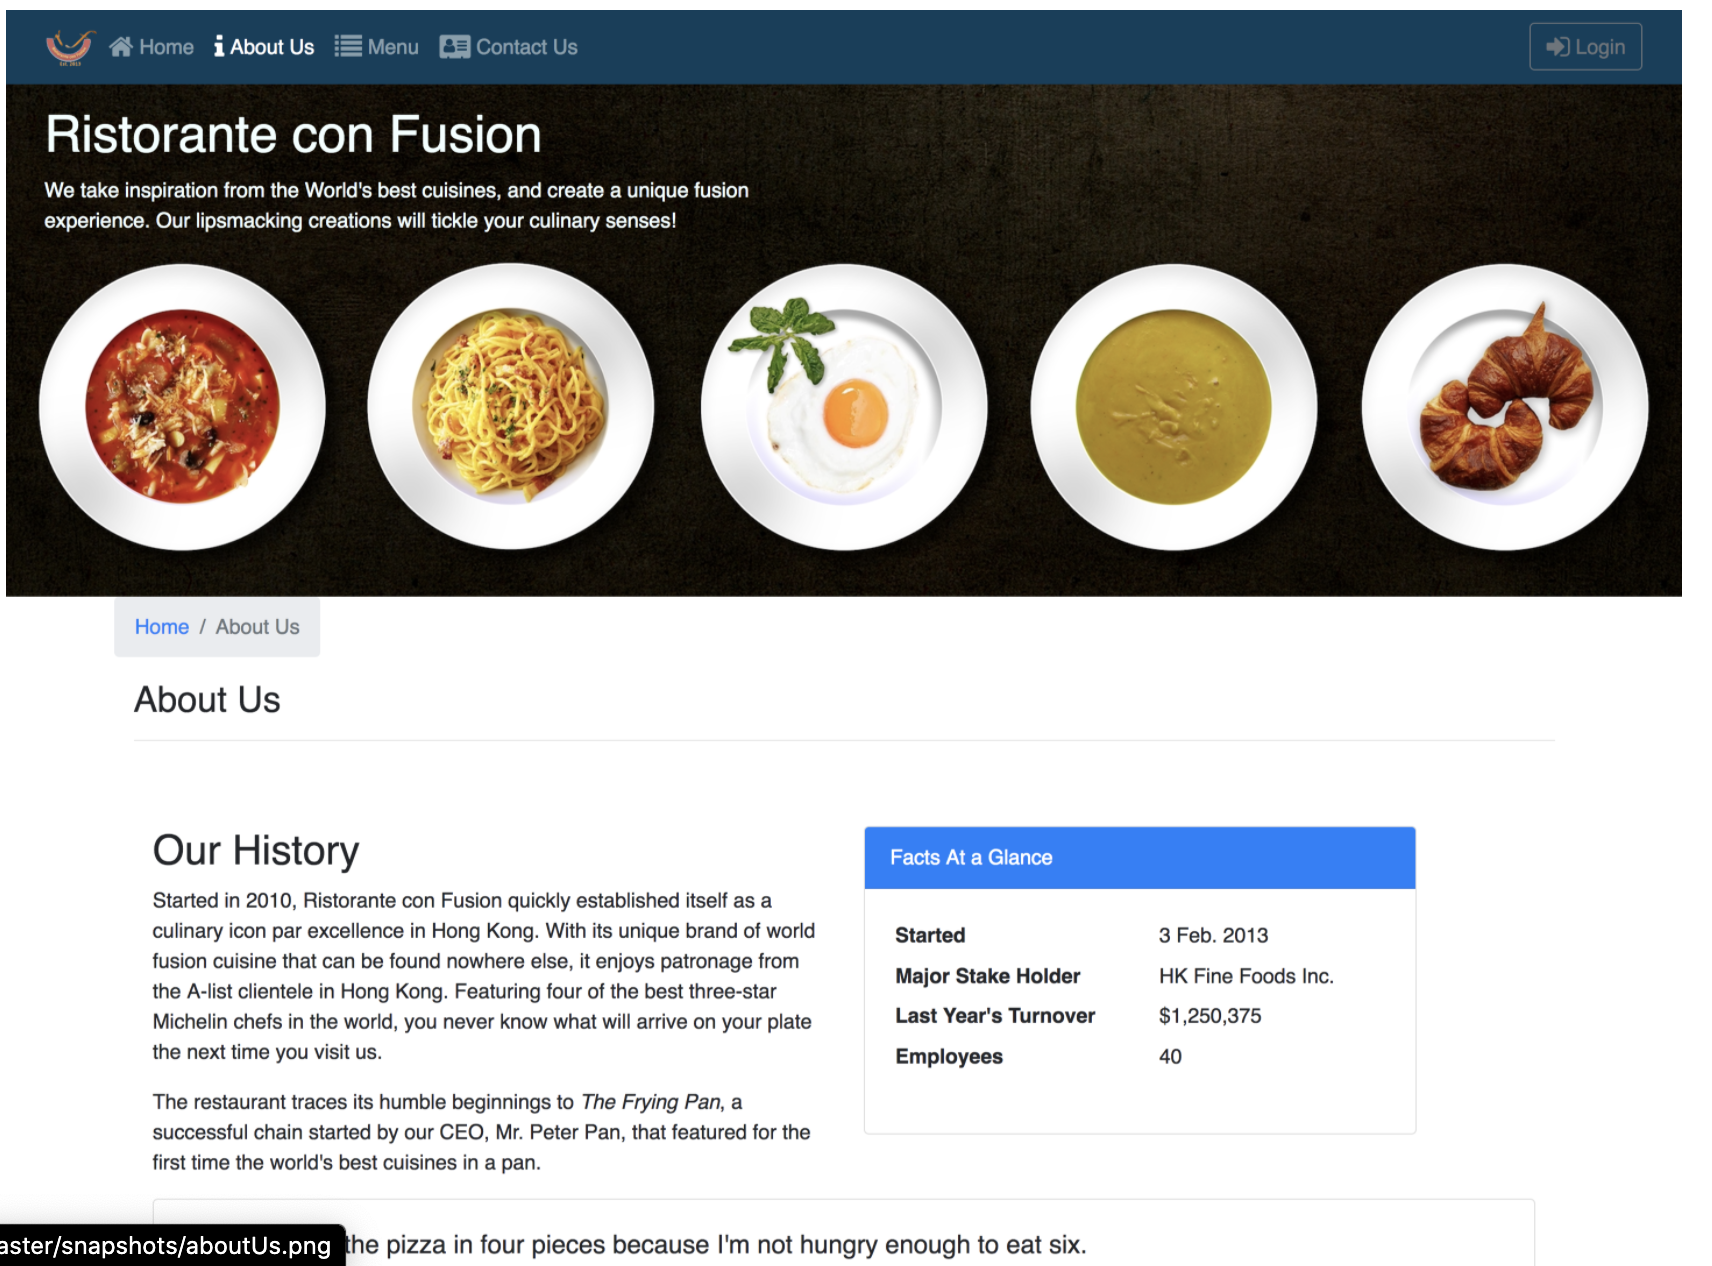 Home About Us Menu Contact Us Login
Ristorante con Fusion
We take inspiration from the World's best cuisines, and create a unique fusion
experience. Our lipsmacking creations will tickle your culinary senses!
Home / About Us
About Us
Our History
Started in 2010, Ristorante con Fusion quickly established itself as a
culinary icon par excellence in Hong Kong. With its unique brand of world
fusion cuisine that can be found nowhere else, it enjoys patronage from
the A-list clientele in Hong Kong. Featuring four of the best three-star
Michelin chefs in the world, you never know what will arrive on your plate
the next time you visit us.
The restaurant traces its humble beginnings to The Frying Pan, a
successful chain started by our CEO, Mr. Peter Pan, that featured for the
first time the world's best cuisines in a pan.
Facts At a Glance
Started 3 Feb. 2013
Major Stake Holder HK Fine Foods Inc.
Last Year's Turnover $1,250,375
Employees 40
the pizza in four pieces because I'm not hungry enough to eat six.
aster/snapshots/aboutUs.png